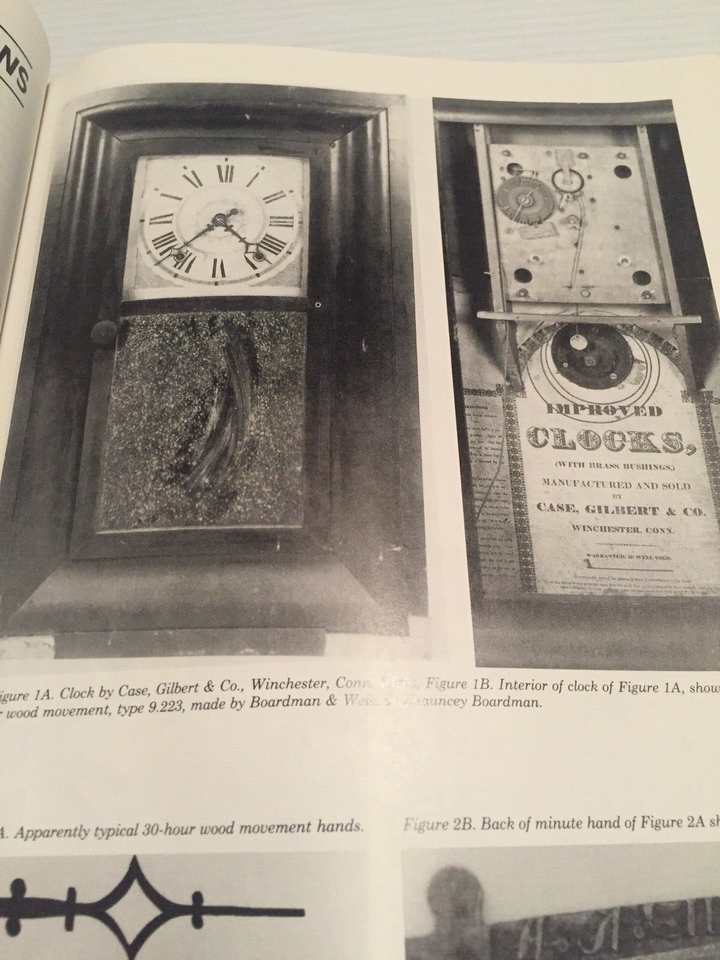 NS
IMPROVED
CLOCKS,
(WITH BRASS BUSHINGS,)
MANUFACTURED AND SOLD
BY
CASE, GILBERT & CO.
WINCHESTER, CONN.
WARRANTED, IF WELL USED.
igure 1A. Clock by Case, Gilbert & Co., Winchester, Conn
wood movement, type 9.223, made by Boardman &
Figure 1B. Interior of clock of Figure 1A, show
auncey Boardman.
A. Apparently typical 30-hour wood movement hands.
Figure 2B. Back of minute hand of Figure 2A sh